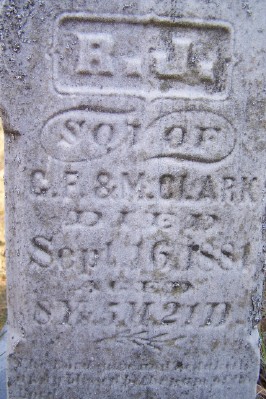 R. J.
SON OF
G. F. & M. CLARK
DIED
Sept. 16, 1881,
AGED
8Y. 5M. 21D.